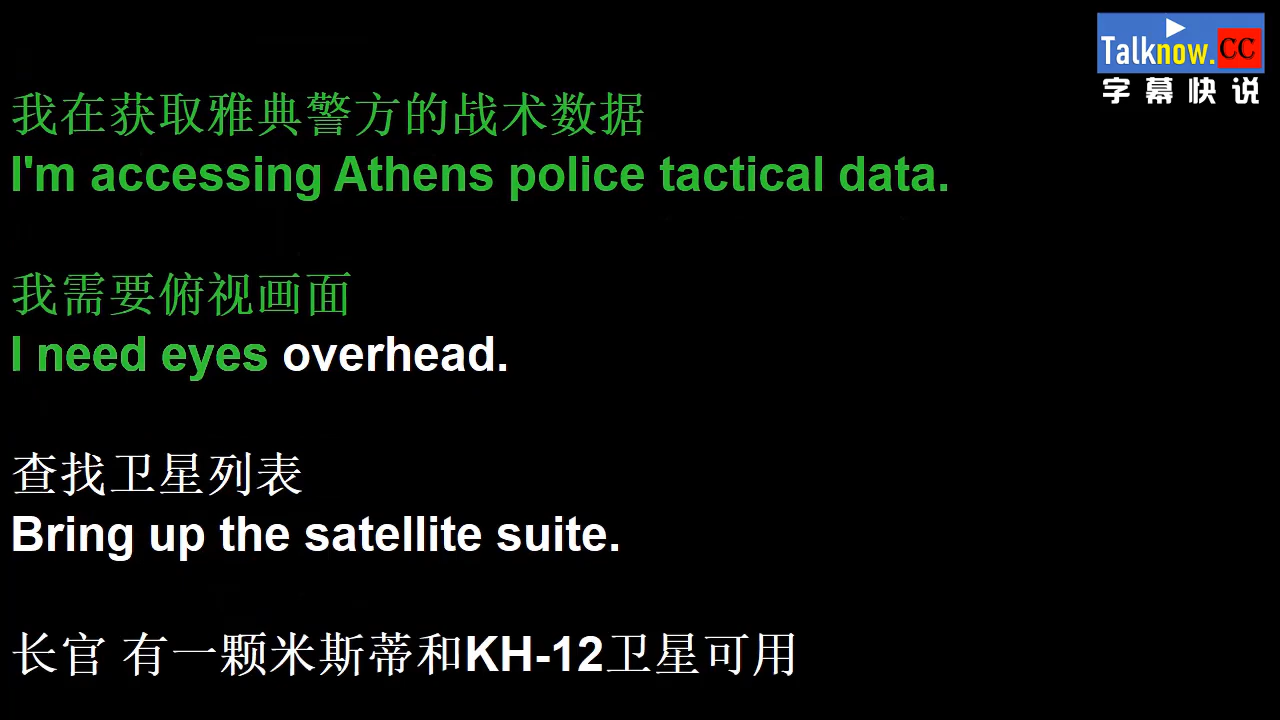 Talknow.CC
字幕快说
我在获取雅典警方的战术数据
I'm accessing Athens police tactical data.
我需要俯视画面
I need eyes overhead.
查找卫星列表
Bring up the satellite suite.
长官 有一颗米斯蒂和KH-12卫星可用